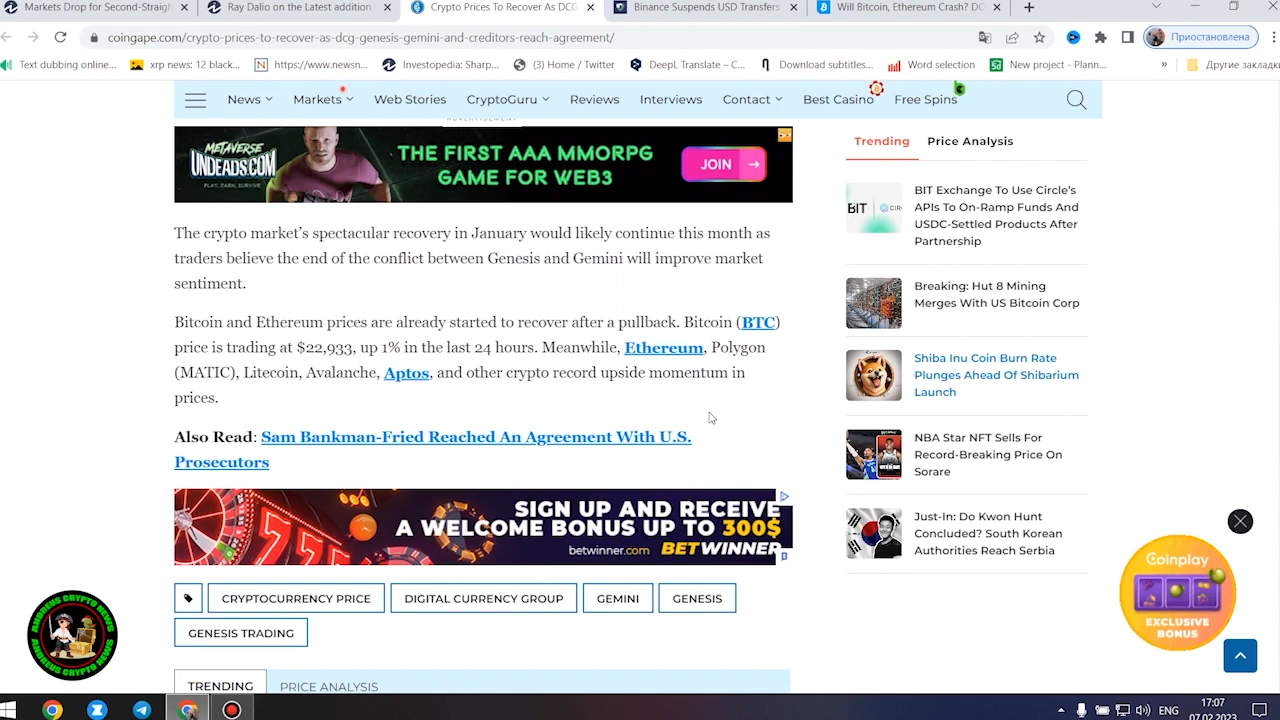 Markets Drop for Second-Straigh
Ray Dalio on the Latest addition
Crypto Prices To Recover As DCG,
Binance Suspends USD Transfers
Will Bitcoin, Ethereum Crash? DC
coingape.com/crypto-prices-to-recover-as-dcg-genesis-gemini-and-creditors-reach-agreement/
Приостановлена
Text dubbing online...
xrp news: 12 black...
https://www.newsn...
Investopedia: Sharp...
(3) Home / Twitter
DeepL Translate – C...
Download subtitles...
Word selection
New project - Plann...
»
Другие закладки
News
Markets
Web Stories
CryptoGuru
Reviews
Interviews
Contact
Best Casino
Free Spins
ADVERTISEMENT
METAVERSE
UNDEADS.COM
PLAY. EARN. SURVIVE.
THE FIRST AAA MMORPG
GAME FOR WEB3
JOIN
The crypto market's spectacular recovery in January would likely continue this month as
traders believe the end of the conflict between Genesis and Gemini will improve market
sentiment.
Bitcoin and Ethereum prices are already started to recover after a pullback. Bitcoin (BTC)
price is trading at $22,933, up 1% in the last 24 hours. Meanwhile, Ethereum, Polygon
(MATIC), Litecoin, Avalanche, Aptos, and other crypto record upside momentum in
prices.
Also Read: Sam Bankman-Fried Reached An Agreement With U.S.
Prosecutors
SIGN UP AND RECEIVE
A WELCOME BONUS UP TO 300$
betwinner.com BETWINNER
CRYPTOCURRENCY PRICE
DIGITAL CURRENCY GROUP
GEMINI
GENESIS
GENESIS TRADING
TRENDING
PRICE ANALYSIS
Trending
Price Analysis
BIT
CIR
BIT Exchange To Use Circle's
APIs To On-Ramp Funds And
USDC-Settled Products After
Partnership
Breaking: Hut 8 Mining
Merges With US Bitcoin Corp
Shiba Inu Coin Burn Rate
Plunges Ahead Of Shibarium
Launch
NBA Star NFT Sells For
Record-Breaking Price On
Sorare
Just-In: Do Kwon Hunt
Concluded? South Korean
Authorities Reach Serbia
Coinplay
EXCLUSIVE
BONUS
ANDREUS CRYPTO NEWS
ANDREUS CRYPTO NEWS
ENG
17:07
07.02.2023